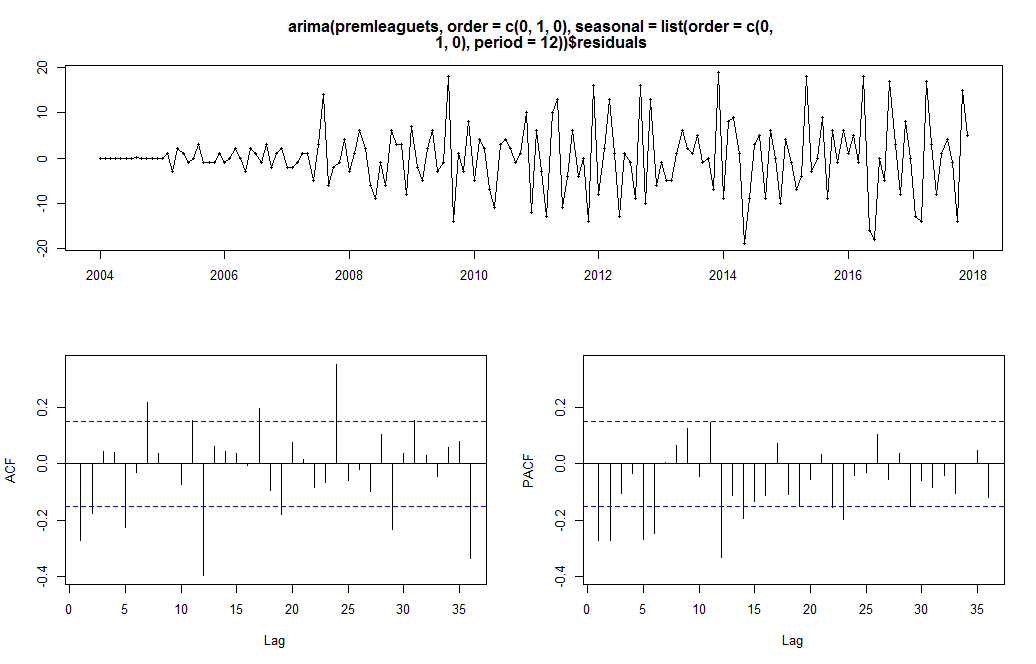 arima(premleaguets, order = c(0, 1, 0), seasonal = list(order = c(0,
1, 0), period = 12))$residuals
20
10
0
-10
-20
2004 2006 2008 2010 2012 2014 2016 2018
ACF
0.2
0.0
-0.2
-0.4
0 5 10 15 20 25 30 35
Lag
PACF
0.2
0.0
-0.2
-0.4
0 5 10 15 20 25 30 35
Lag